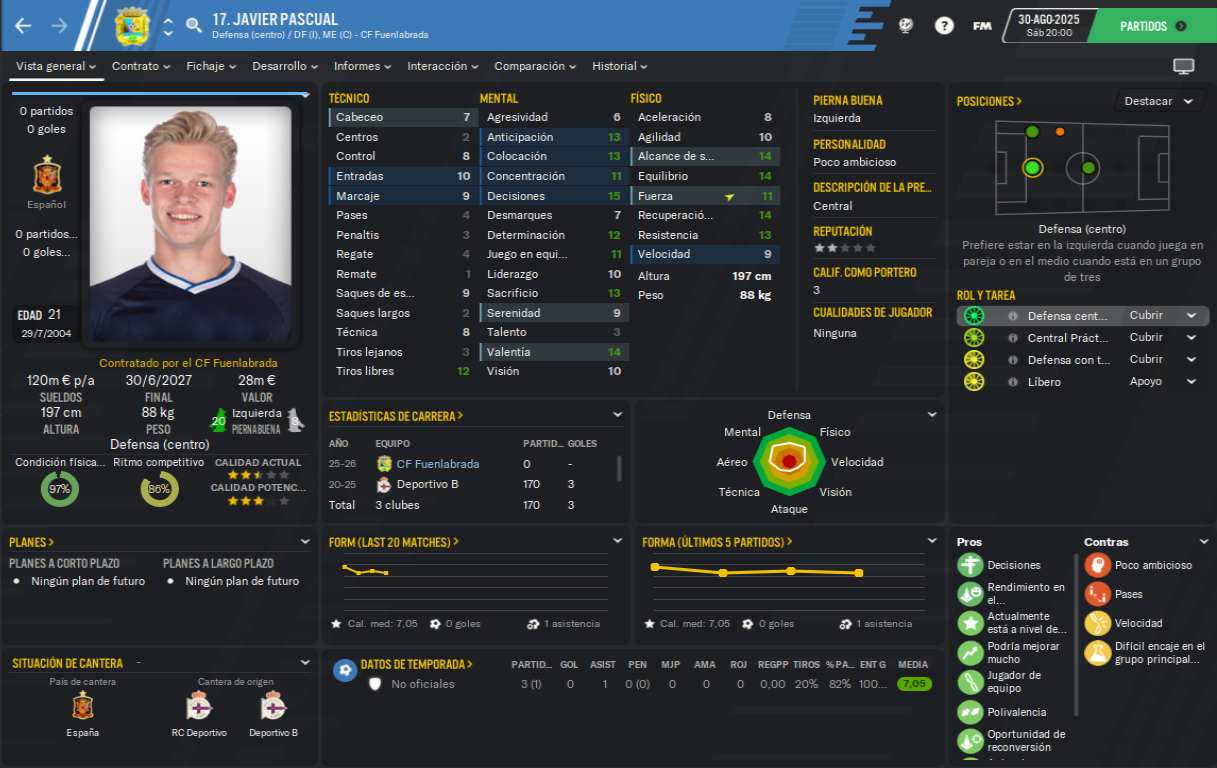 17. JAVIER PASCUAL
Defensa (centro) / DF (I), ME (C) - CF Fuenlabrada
?
FM
30-AGO-2025
Sáb 20:00
PARTIDOS
Vista general
Contrato
Fichaje
Desarrollo
Informes
Interacción
Comparación
Historial
0 partidos
0 goles
Español
0 partidos...
0 goles...
EDAD 21
29/7/2004
Contratado por el CF Fuenlabrada
120m € p/a
SUELDOS
30/6/2027
FINAL
28m €
VALOR
197 cm
ALTURA
88 kg
PESO
20
Izquierda
PIERNA BUENA
8
Defensa (centro)
Condición física...
97%
Ritmo competitivo
86%
CALIDAD ACTUAL
CALIDAD POTENC...
TÉCNICO
Cabeceo 7
Centros 2
Control 8
Entradas 10
Marcaje 9
Pases 4
Penaltis 3
Regate 4
Remate 1
Saques de es... 9
Saques largos 2
Técnica 8
Tiros lejanos 3
Tiros libres 12
MENTAL
Agresividad 6
Anticipación 13
Colocación 13
Concentración 11
Decisiones 15
Desmarques 7
Determinación 12
Juego en equi... 11
Liderazgo 10
Sacrificio 13
Serenidad 9
Talento 3
Valentía 14
Visión 10
FÍSICO
Aceleración 8
Agilidad 10
Alcance de s... 14
Equilibrio 14
Fuerza 11
Recuperació... 14
Resistencia 13
Velocidad 9
Altura 197 cm
Peso 88 kg
PIERNA BUENA
Izquierda
PERSONALIDAD
Poco ambicioso
DESCRIPCIÓN DE LA PRE...
Central
REPUTACIÓN
CALIF. COMO PORTERO
3
CUALIDADES DE JUGADOR
Ninguna
POSICIONES >
Destacar
Defensa (centro)
Prefiere estar en la izquierda cuando juega en
pareja o en el medio cuando está en un grupo
de tres
ROL Y TAREA
Defensa cent... Cubrir
Central Práct... Cubrir
Defensa con t... Cubrir
Líbero Apoyo
ESTADÍSTICAS DE CARRERA >
AÑO EQUIPO PARTID... GOLES
25-26 CF Fuenlabrada 0 -
20-25 Deportivo B 170 3
Total 3 clubes 170 3
Defensa
Mental Físico
Aéreo Velocidad
Técnica Visión
Ataque
PLANES >
PLANES A CORTO PLAZO
Ningún plan de futuro
PLANES A LARGO PLAZO
Ningún plan de futuro
FORM (LAST 20 MATCHES) >
Cal. med: 7,05 0 goles 1 asistencia
FORMA (ÚLTIMOS 5 PARTIDOS) >
Cal. med: 7,05 0 goles 1 asistencia
Pros
Decisiones
Rendimiento en
el...
Actualmente
está a nivel de...
Podría mejorar
mucho
Jugador de
equipo
Polivalencia
Oportunidad de
reconversión
Contras
Poco ambicioso
Pases
Velocidad
Difícil encaje en el
grupo principal...
SITUACIÓN DE CANTERA -
País de cantera
España
Cantera de origen
RC Deportivo
Deportivo B
DATOS DE TEMPORADA >
PARTID... GOL ASIST PEN MJP AMA ROJ REGPP TIROS % PA... ENT G MEDIA
No oficiales 3 (1) 0 1 0 (0) 0 0 0 0,00 20% 82% 100... 7,05